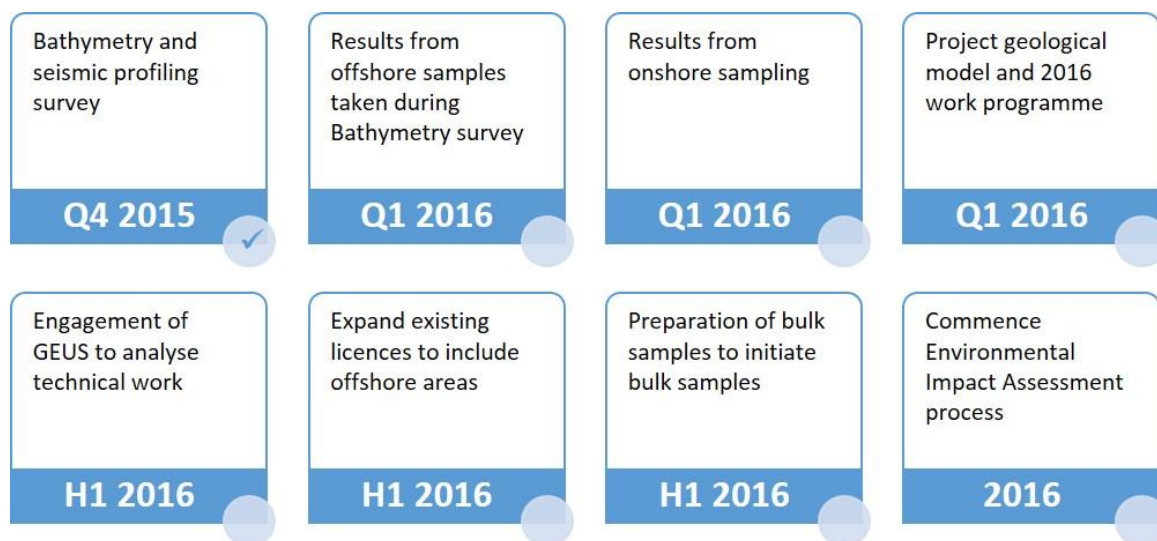 Bathymetry and
seismic profiling
survey
Q4 2015
Results from
offshore samples
taken during
Bathymetry survey
Q1 2016
Results from
onshore sampling
Q1 2016
Project geological
model and 2016
work programme
Q1 2016
Engagement of
GEUS to analyse
technical work
H1 2016
Expand existing
licences to include
offshore areas
H1 2016
Preparation of bulk
samples to initiate
bulk samples
H1 2016
Commence
Environmental
Impact Assessment
process
2016